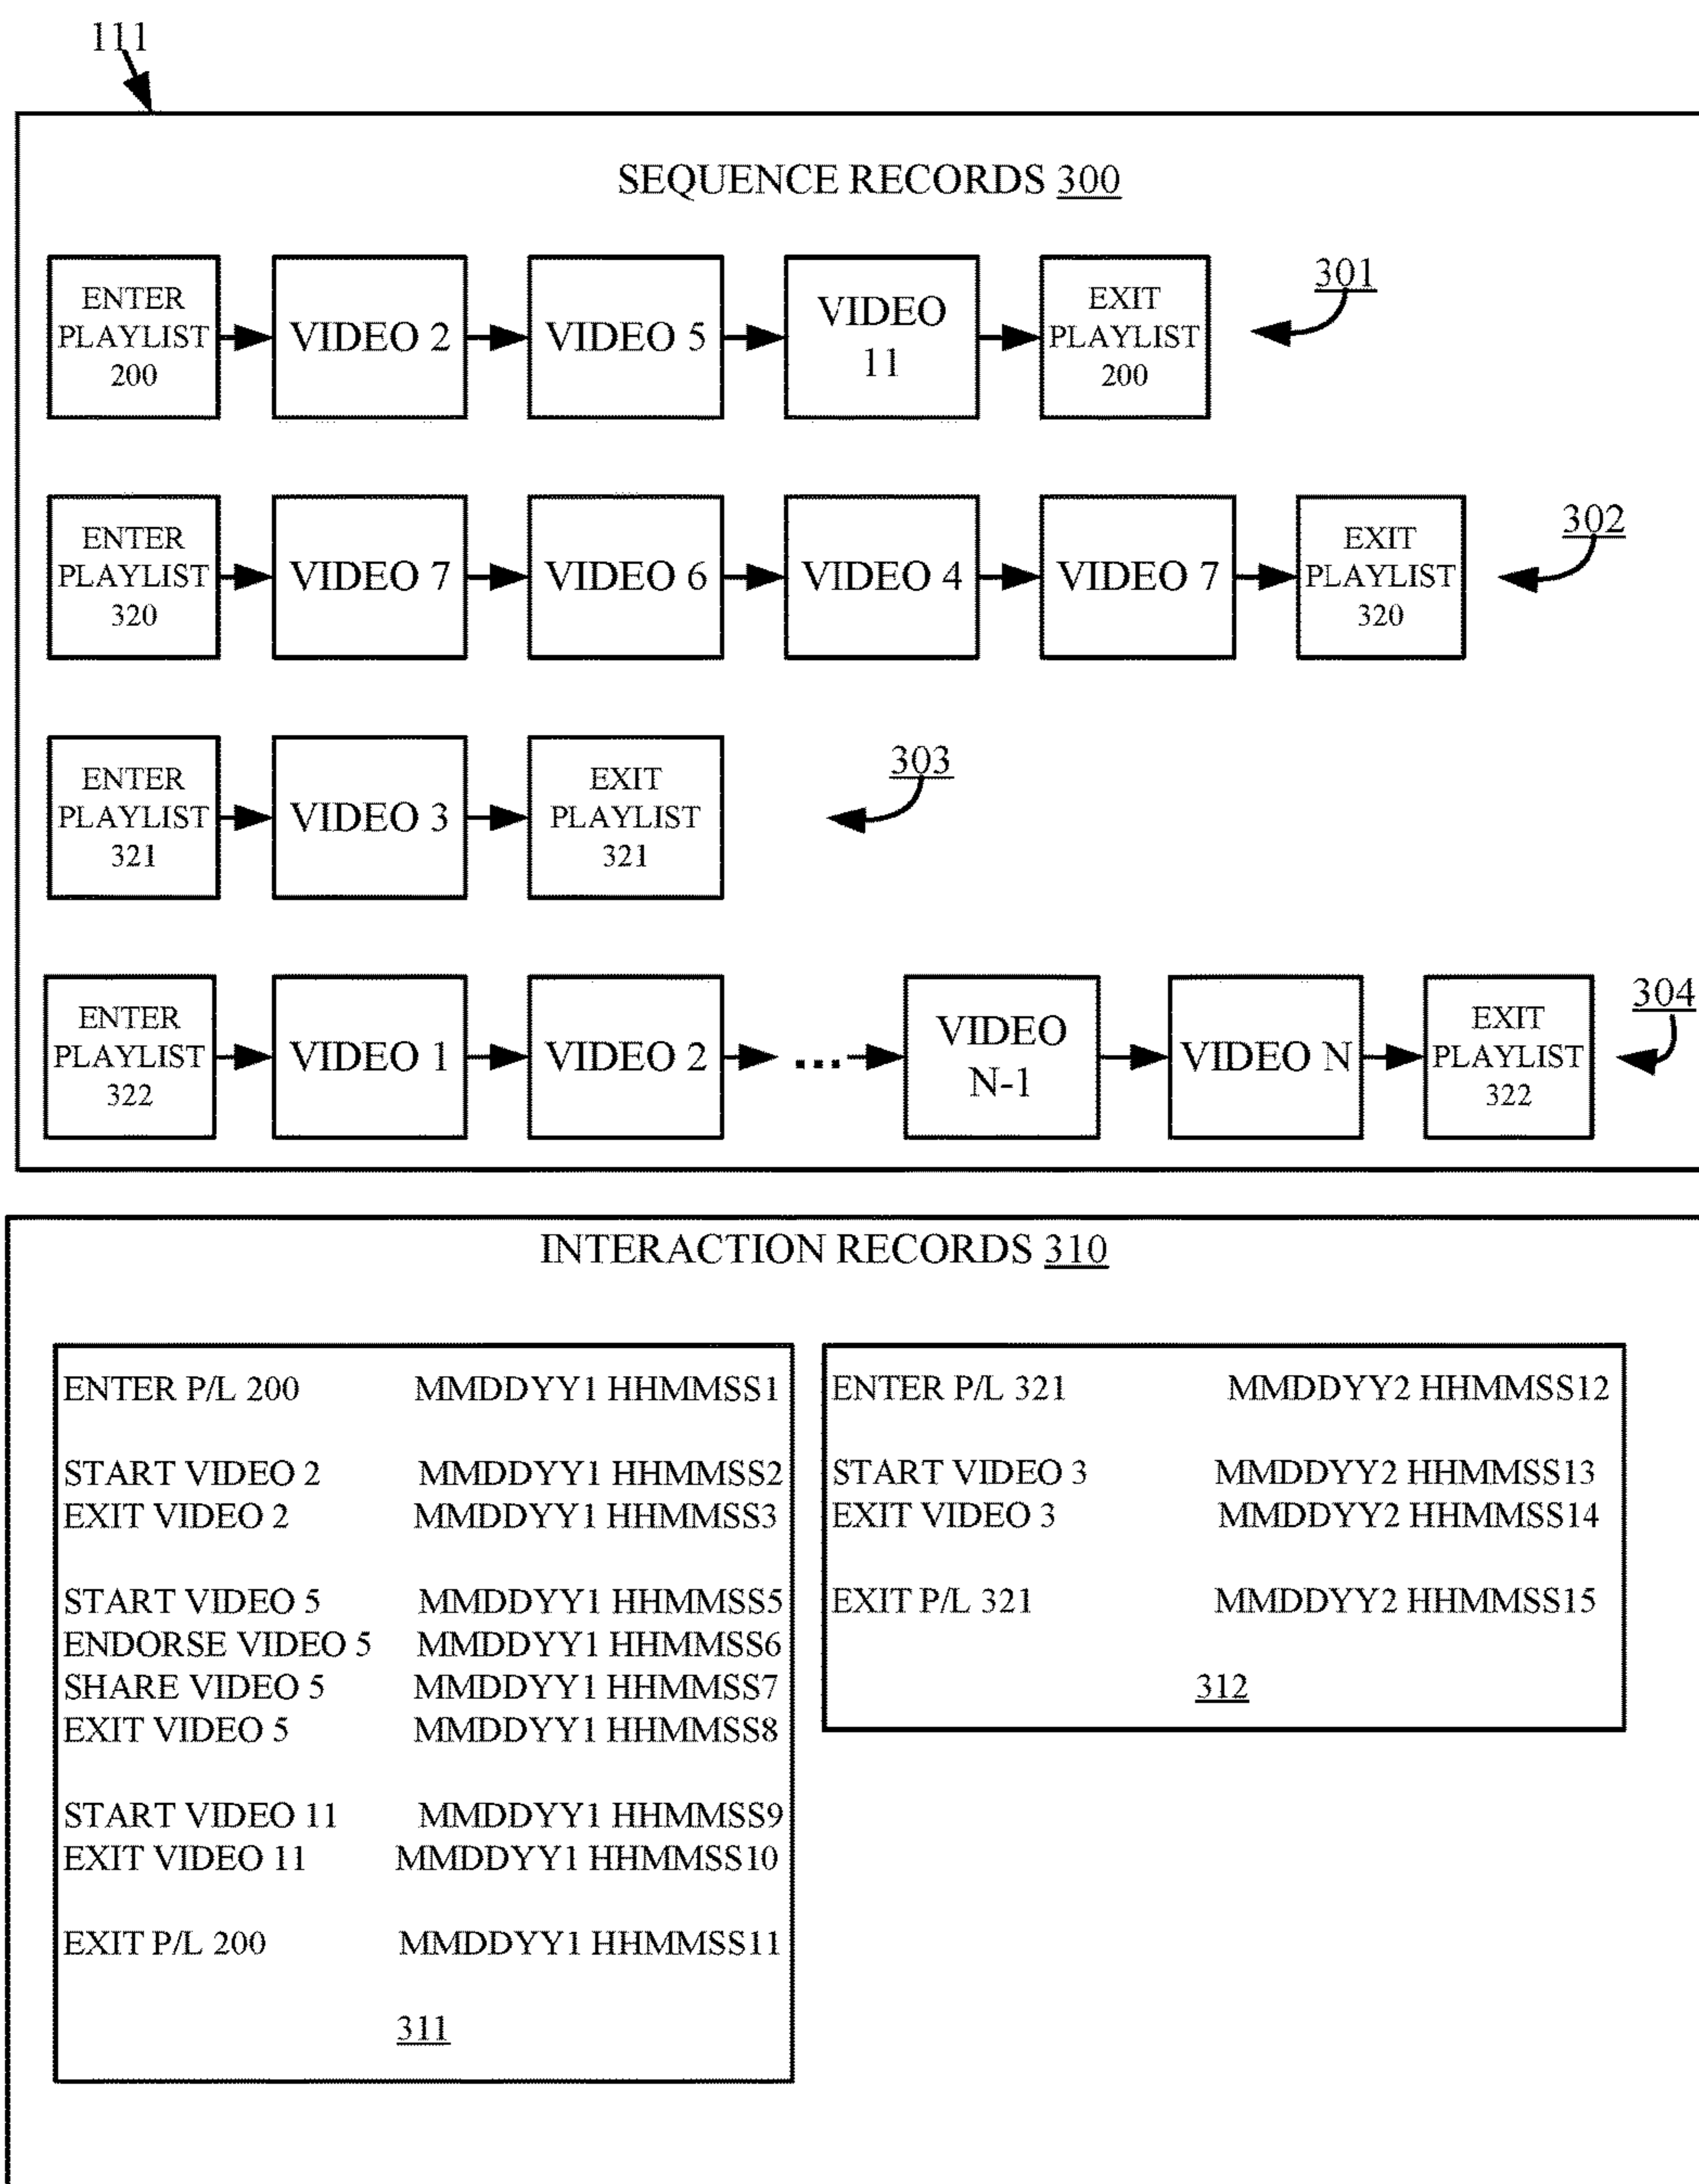 111
SEQUENCE RECORDS 300
ENTER
PLAYLIST
200
VIDEO 2
VIDEO 5
VIDEO
11
EXIT
PLAYLIST
200
301
ENTER
PLAYLIST
320
VIDEO 7
VIDEO 6
VIDEO 4
VIDEO 7
EXIT
PLAYLIST
320
302
ENTER
PLAYLIST
321
VIDEO 3
EXIT
PLAYLIST
321
303
ENTER
PLAYLIST
322
VIDEO 1
VIDEO 2
...
VIDEO
N-1
VIDEO N
EXIT
PLAYLIST
322
304
INTERACTION RECORDS 310
ENTER P/L 200 MMDDYY1 HHMMSS1
START VIDEO 2 MMDDYY1 HHMMSS2
EXIT VIDEO 2 MMDDYY1 HHMMSS3
START VIDEO 5 MMDDYY1 HHMMSS5
ENDORSE VIDEO 5 MMDDYY1 HHMMSS6
SHARE VIDEO 5 MMDDYY1 HHMMSS7
EXIT VIDEO 5 MMDDYY1 HHMMSS8
START VIDEO 11 MMDDYY1 HHMMSS9
EXIT VIDEO 11 MMDDYY1 HHMMSS10
EXIT P/L 200 MMDDYY1 HHMMSS11
311
ENTER P/L 321 MMDDYY2 HHMMSS12
START VIDEO 3 MMDDYY2 HHMMSS13
EXIT VIDEO 3 MMDDYY2 HHMMSS14
EXIT P/L 321 MMDDYY2 HHMMSS15
312